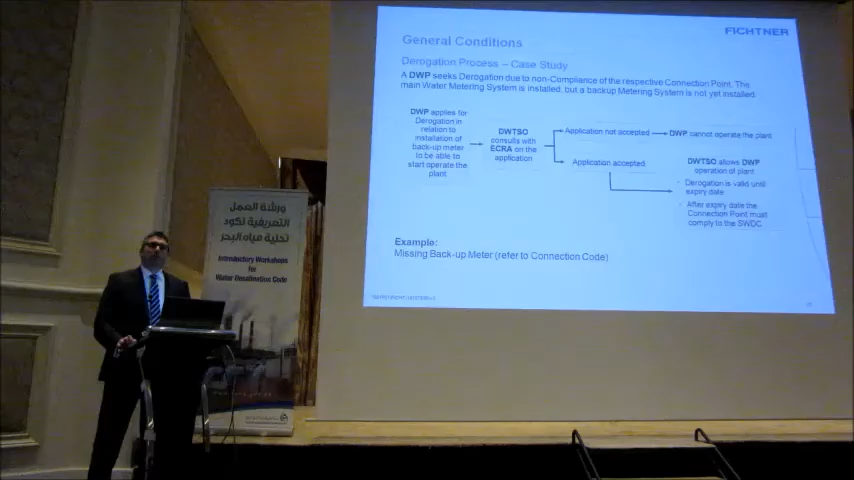 FICHTNER
General Conditions
Derogation Process – Case Study
A DWP seeks Derogation due to non-Compliance of the respective Connection Point. The
main Water Metering System is installed, but a backup Metering System is not yet installed.
DWP applies for
Derogation in
relation to
installation of
back-up meter
to be able to
start operate the
plant.
DWTSO
consults with
ECRA on the
application
Application not accepted
DWP cannot operate the plant
Application accepted
DWTSO allows DWP
operation of plant
Derogation is valid until
expiry date
After expiry date the
Connection Point must
comply to the SWDC
Example:
Missing Back-up Meter (refer to Connection Code)
ورشة العمل
التعريفية لكود
تحلية مياه البحر
Introductory Workshops
for
Water Desalination Code